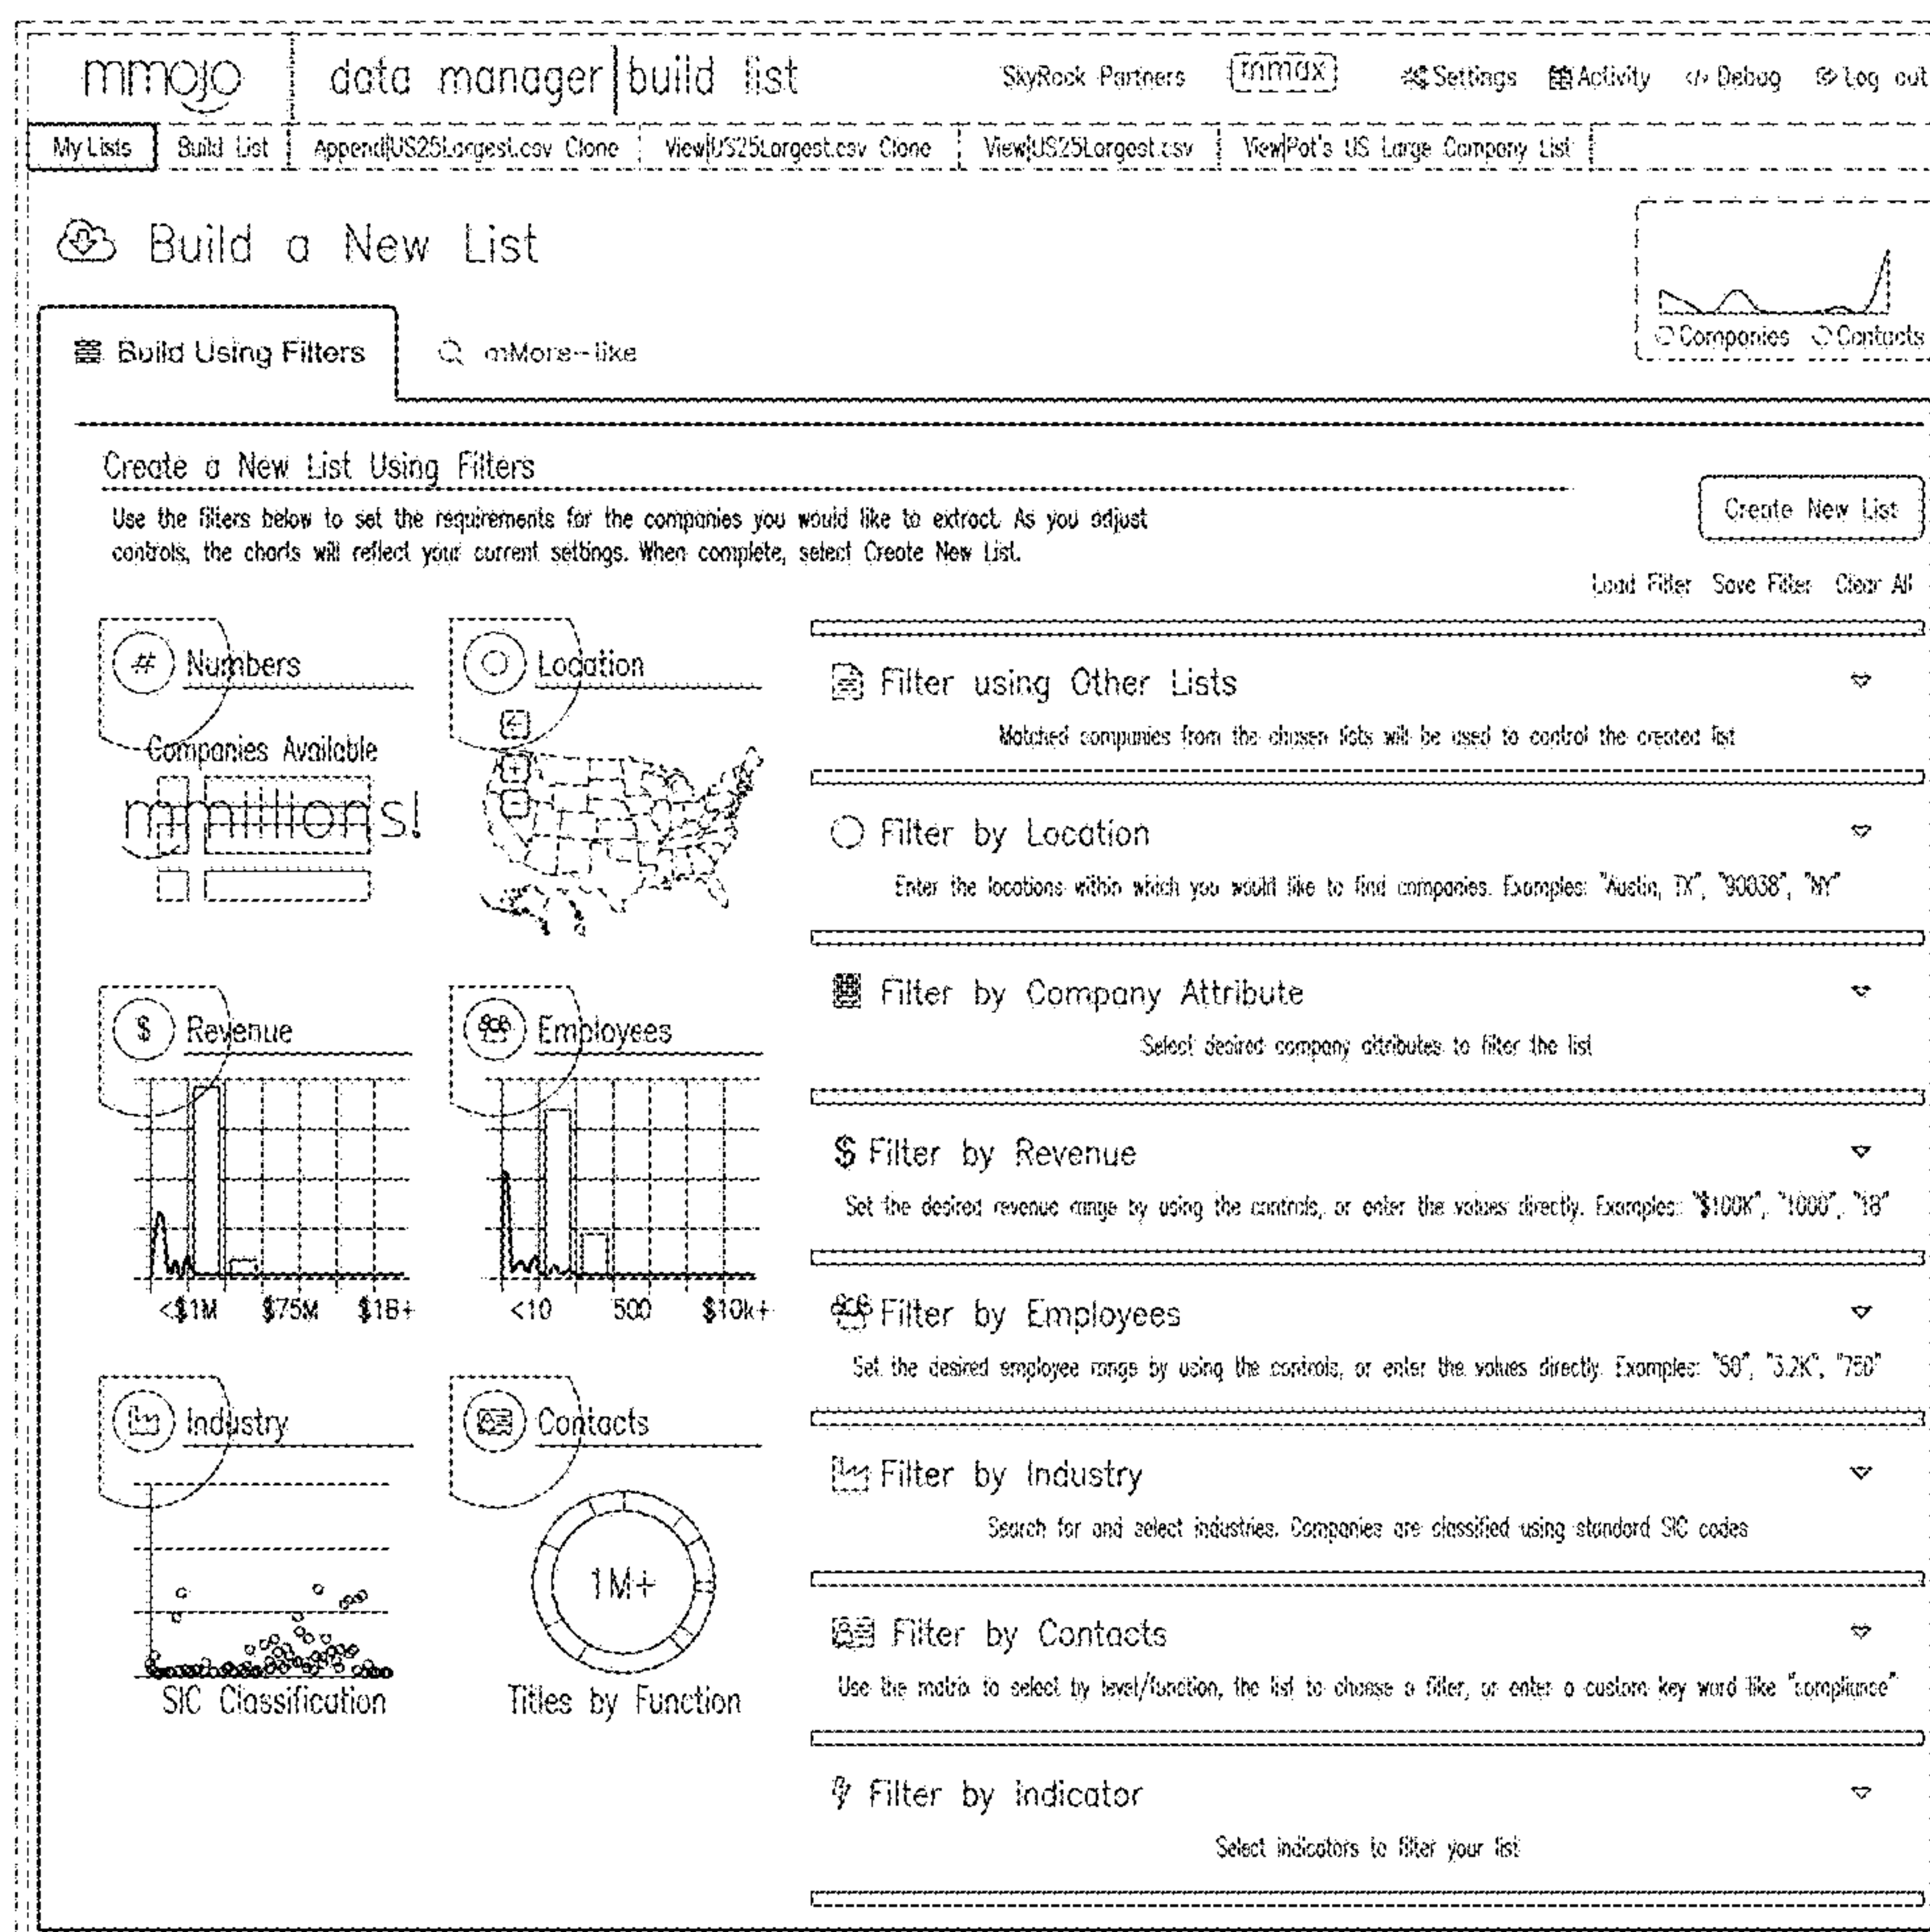 mmojo data manager|build list SkyRock Partners mmax Settings Activity </> Debug Log out
My Lists Build List Append|US25Largest.csv Clone View|US25Largest.csv Clone View|US25Largest.csv View|Pat's US Large Company List
Build a New List
Companies Contacts
Build Using Filters mMore-like
Create a New List Using Filters
Create New List
Use the filters below to set the requirements for the companies you would like to extract. As you adjust
controls, the charts will reflect your current settings. When complete, select Create New List.
Load Filter Save Filter Clear All
# Numbers
Companies Available
mmillions!
Location
$ Revenue
<$1M $75M $1B+
Employees
<10 500 $10k+
Industry
SIC Classification
Contacts
1M+
Titles by Function
Filter using Other Lists
Matched companies from the chosen lists will be used to control the created list
Filter by Location
Enter the locations within which you would like to find companies. Examples: "Austin, TX", "90038", "NY"
Filter by Company Attribute
Select desired company attributes to filter the list
$ Filter by Revenue
Set the desired revenue range by using the controls, or enter the values directly. Examples: "$100K", "1000", "1B"
Filter by Employees
Set the desired employee range by using the controls, or enter the values directly. Examples: "50", "3.2K", "750"
Filter by Industry
Search for and select industries. Companies are classified using standard SIC codes
Filter by Contacts
Use the matrix to select by level/function, the list to choose a filter, or enter a custom key word like "compliance"
Filter by Indicator
Select indicators to filter your list